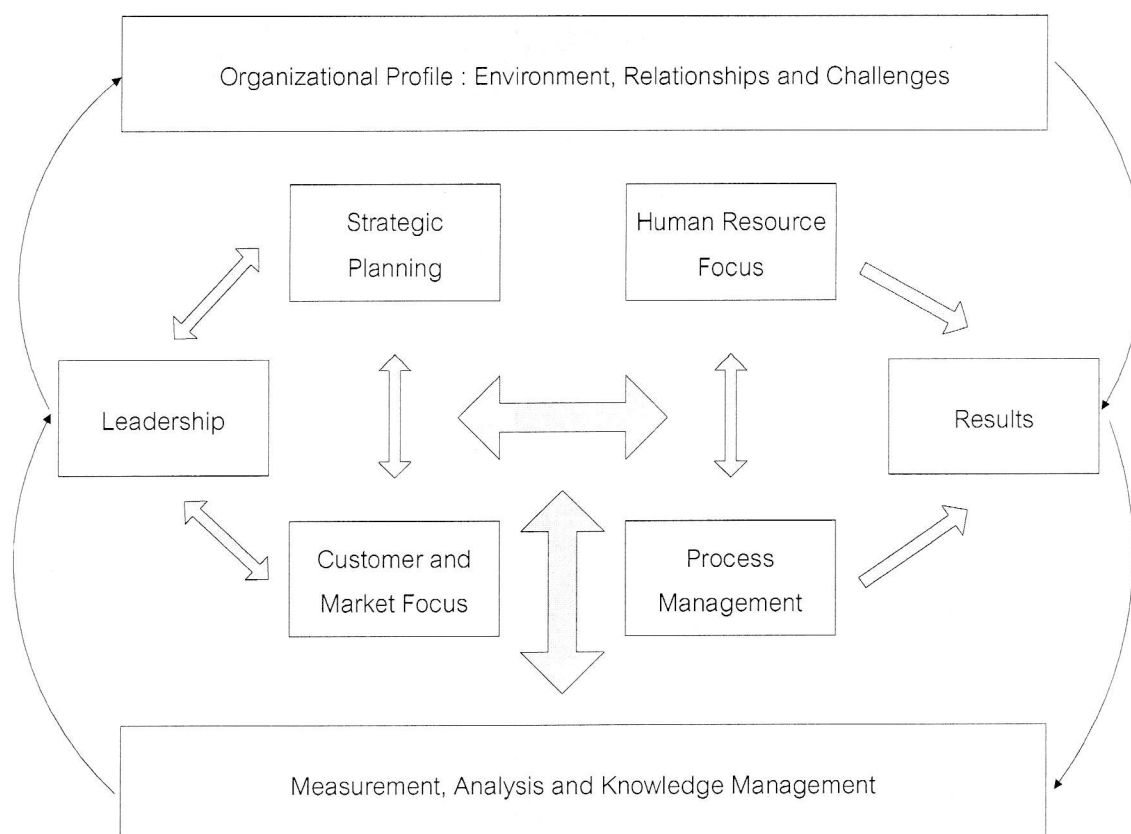 Organizational Profile : Environment, Relationships and Challenges
Strategic
Planning
Human Resource
Focus
Leadership
Results
Customer and
Market Focus
Process
Management
Measurement, Analysis and Knowledge Management